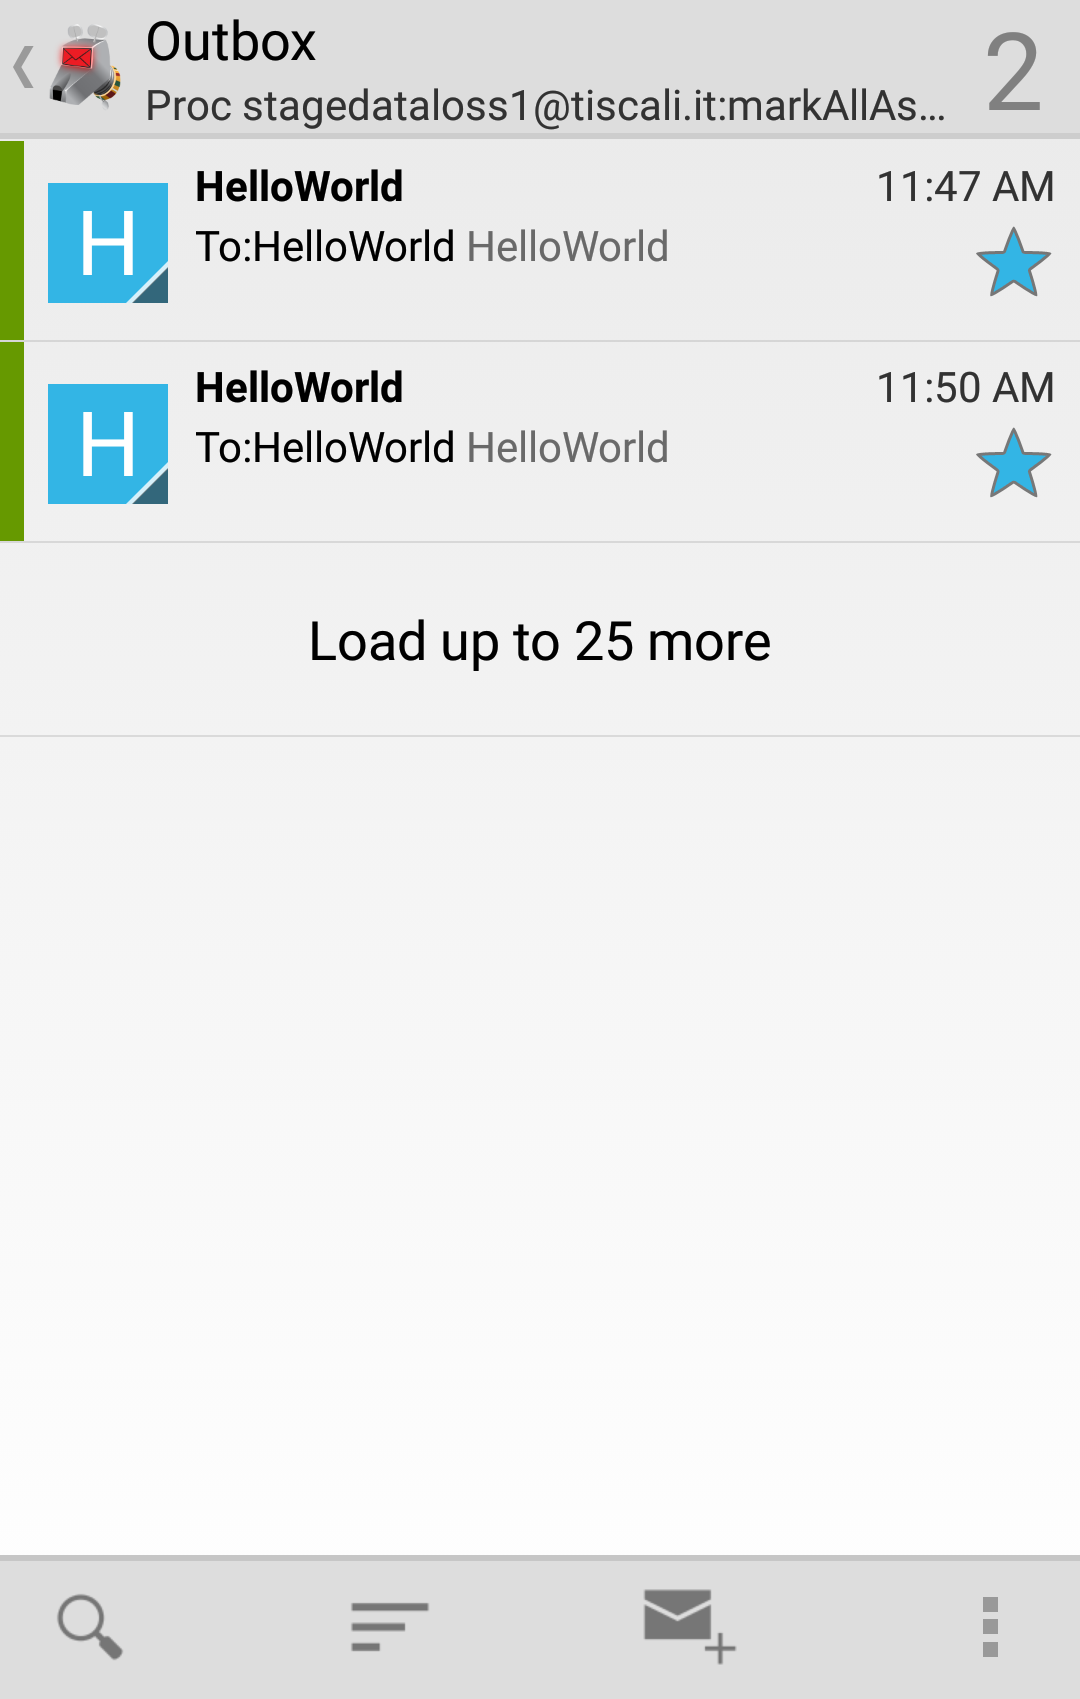 Outbox
Proc stagedataloss1@tiscali.it:markAllAs...
2
HelloWorld 11:47 AM
H
To:HelloWorld HelloWorld
HelloWorld 11:50 AM
H
To:HelloWorld HelloWorld
Load up to 25 more